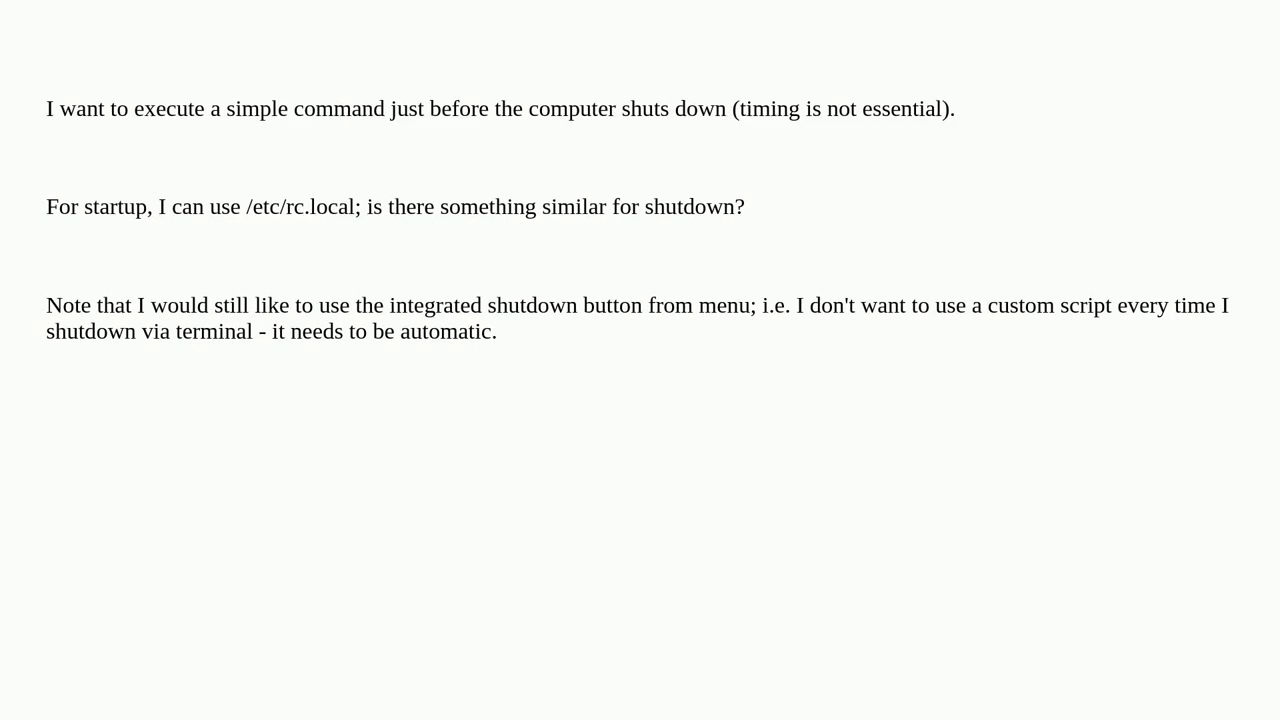 I want to execute a simple command just before the computer shuts down (timing is not essential).
For startup, I can use /etc/rc.local; is there something similar for shutdown?
Note that I would still like to use the integrated shutdown button from menu; i.e. I don't want to use a custom script every time I
shutdown via terminal - it needs to be automatic.